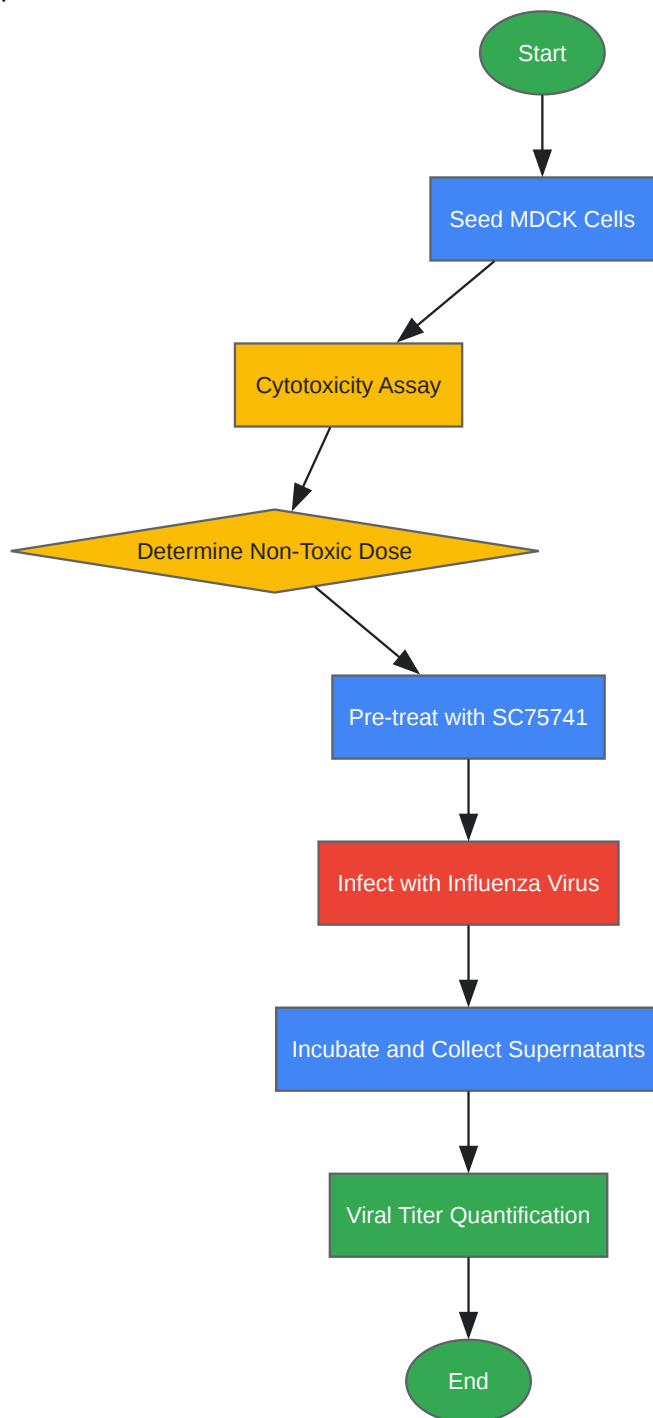 Start
Seed MDCK Cells
Cytotoxicity Assay
Determine Non-Toxic Dose
Pre-treat with SC75741
Infect with Influenza Virus
Incubate and Collect Supernatants
Viral Titer Quantification
End